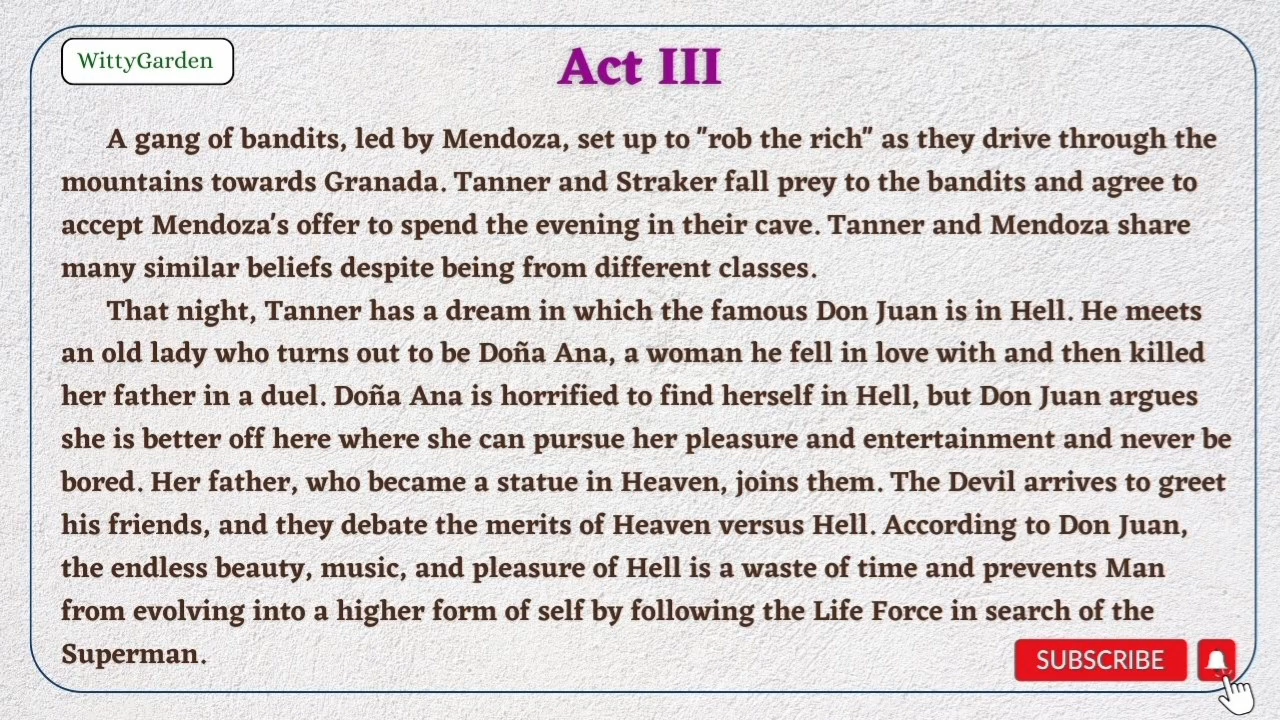 WittyGarden
Act III
A gang of bandits, led by Mendoza, set up to "rob the rich" as they drive through the
mountains towards Granada. Tanner and Straker fall prey to the bandits and agree to
accept Mendoza's offer to spend the evening in their cave. Tanner and Mendoza share
many similar beliefs despite being from different classes.
That night, Tanner has a dream in which the famous Don Juan is in Hell. He meets
an old lady who turns out to be Doña Ana, a woman he fell in love with and then killed
her father in a duel. Doña Ana is horrified to find herself in Hell, but Don Juan argues
she is better off here where she can pursue her pleasure and entertainment and never be
bored. Her father, who became a statue in Heaven, joins them. The Devil arrives to greet
his friends, and they debate the merits of Heaven versus Hell. According to Don Juan,
the endless beauty, music, and pleasure of Hell is a waste of time and prevents Man
from evolving into a higher form of self by following the Life Force in search of the
Superman.
SUBSCRIBE